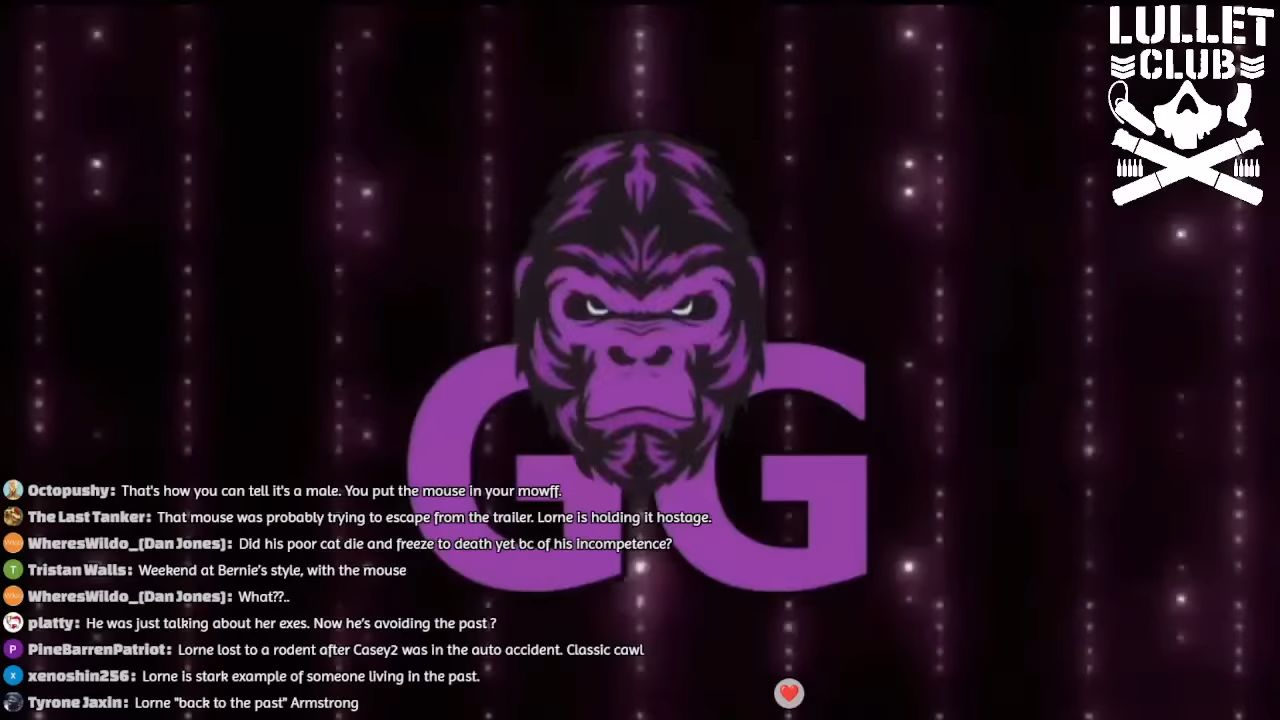 LULLET
CLUB
GG
Octopushy: That's how you can tell it's a male. You put the mouse in your mowff.
The Last Tanker: That mouse was probably trying to escape from the trailer. Lorne is holding it hostage.
WheresWildo_(Dan Jones): Did his poor cat die and freeze to death yet bc of his incompetence?
T Tristan Walls: Weekend at Bernie's style, with the mouse
WheresWildo_(Dan Jones): What??..
platty: He was just talking about her exes. Now he's avoiding the past ?
P PineBarrenPatriot: Lorne lost to a rodent after Casey2 was in the auto accident. Classic cawl
x xenoshin256: Lorne is stark example of someone living in the past.
Tyrone Jaxin: Lorne "back to the past" Armstrong